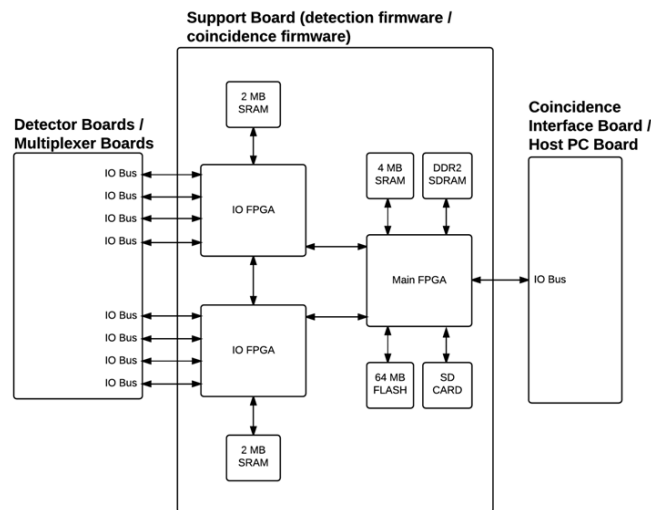 Support Board (detection firmware /
coincidence firmware)
Detector Boards /
Multiplexer Boards
IO Bus
IO Bus
IO Bus
IO Bus
IO Bus
IO Bus
IO Bus
IO Bus
2 MB
SRAM
IO FPGA
IO FPGA
2 MB
SRAM
4 MB
SRAM
DDR2
SDRAM
Main FPGA
64 MB
FLASH
SD
CARD
Coincidence
Interface Board /
Host PC Board
IO Bus